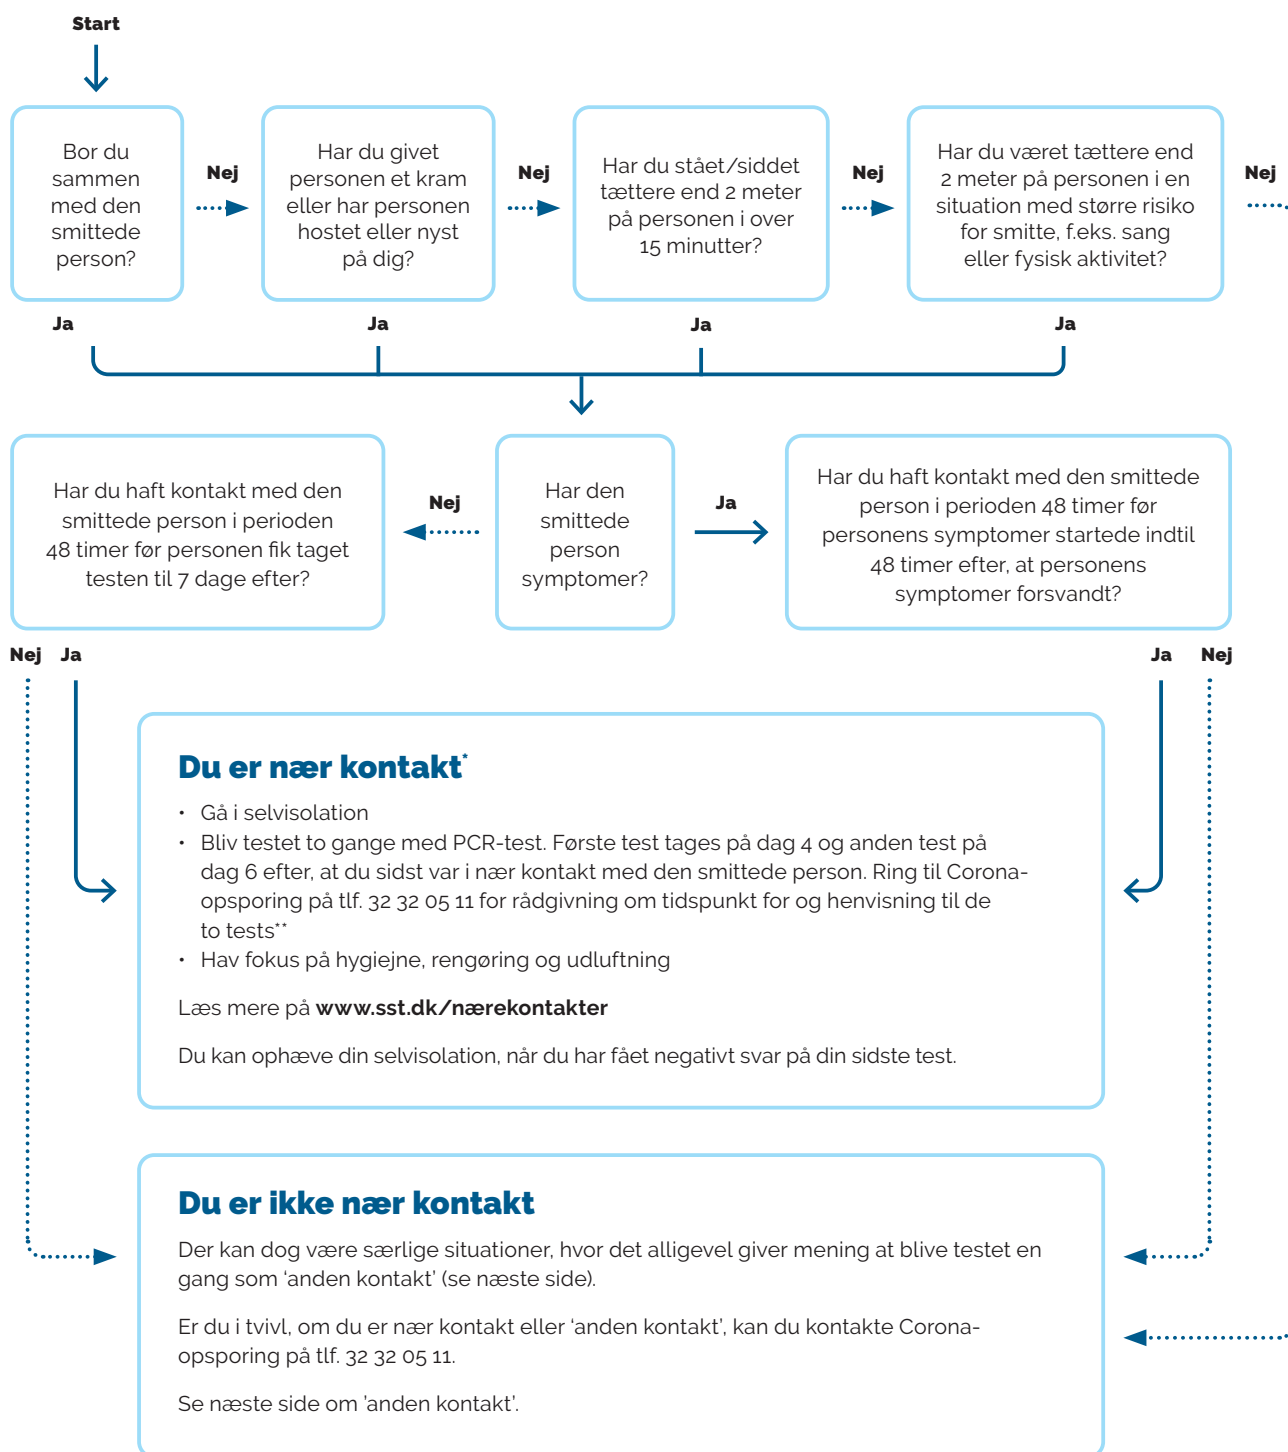 Start
Bor du
sammen
med den
smittede
person?
Nej
Har du givet
personen et kram
eller har personen
hostet eller nyst
på dig?
Nej
Har du stået/siddet
tættere end 2 meter
på personen i over
15 minutter?
Nej
Har du været tættere end
2 meter på personen i en
situation med større risiko
for smitte, f.eks. sang
eller fysisk aktivitet?
Nej
Ja
Ja
Ja
Ja
Har du haft kontakt med den
smittede person i perioden
48 timer før personen fik taget
testen til 7 dage efter?
Nej
Har den
smittede
person
symptomer?
Ja
Har du haft kontakt med den smittede
person i perioden 48 timer før
personens symptomer startede indtil
48 timer efter, at personens
symptomer forsvandt?
Nej Ja
Ja Nej
Du er nær kontakt*
• Gå i selvisolation
• Bliv testet to gange med PCR-test. Første test tages på dag 4 og anden test på
dag 6 efter, at du sidst var i nær kontakt med den smittede person. Ring til Corona-
opsporing på tlf. 32 32 05 11 for rådgivning om tidspunkt for og henvisning til de
to tests**
• Hav fokus på hygiejne, rengøring og udluftning
Læs mere på www.sst.dk/nærekontakter
Du kan ophæve din selvisolation, når du har fået negativt svar på din sidste test.
Du er ikke nær kontakt
Der kan dog være særlige situationer, hvor det alligevel giver mening at blive testet en
gang som ‘anden kontakt’ (se næste side).
Er du i tvivl, om du er nær kontakt eller ‘anden kontakt’, kan du kontakte Corona-
opsporing på tlf. 32 32 05 11.
Se næste side om ’anden kontakt’.